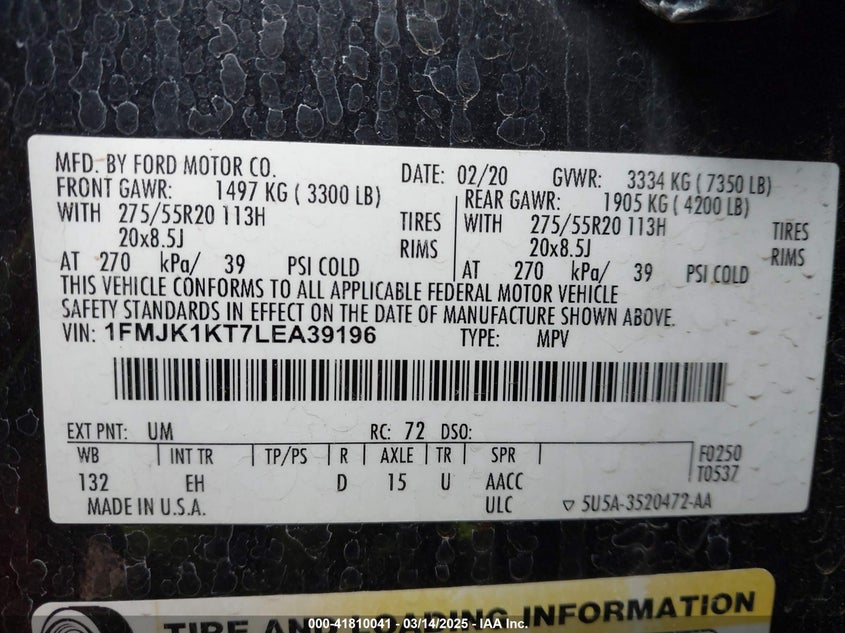 MFD. BY FORD MOTOR CO. DATE: 02/20 GVWR: 3334 KG ( 7350 LB)
FRONT GAWR: 1497 KG ( 3300 LB) REAR GAWR: 1905 KG ( 4200 LB)
WITH 275/55R20 113H TIRES WITH 275/55R20 113H TIRES
20x8.5J RIMS 20x8.5J RIMS
AT 270 kPa/ 39 PSI COLD AT 270 kPa/ 39 PSI COLD
THIS VEHICLE CONFORMS TO ALL APPLICABLE FEDERAL MOTOR VEHICLE
SAFETY STANDARDS IN EFFECT ON THE DATE OF MANUFACTURE SHOWN ABOVE.
VIN: 1FMJK1KT7LEA39196 TYPE: MPV
EXT PNT: UM RC: 72 DSO:
WB INT TR TP/PS R AXLE TR SPR F0250
T0537
132 EH D 15 U AACC
MADE IN U.S.A. ULC ▽ 5U5A-3520472-AA
TIRE AND LOADING INFORMATION
000-41810041 - 03/14/2025 - IAA Inc.